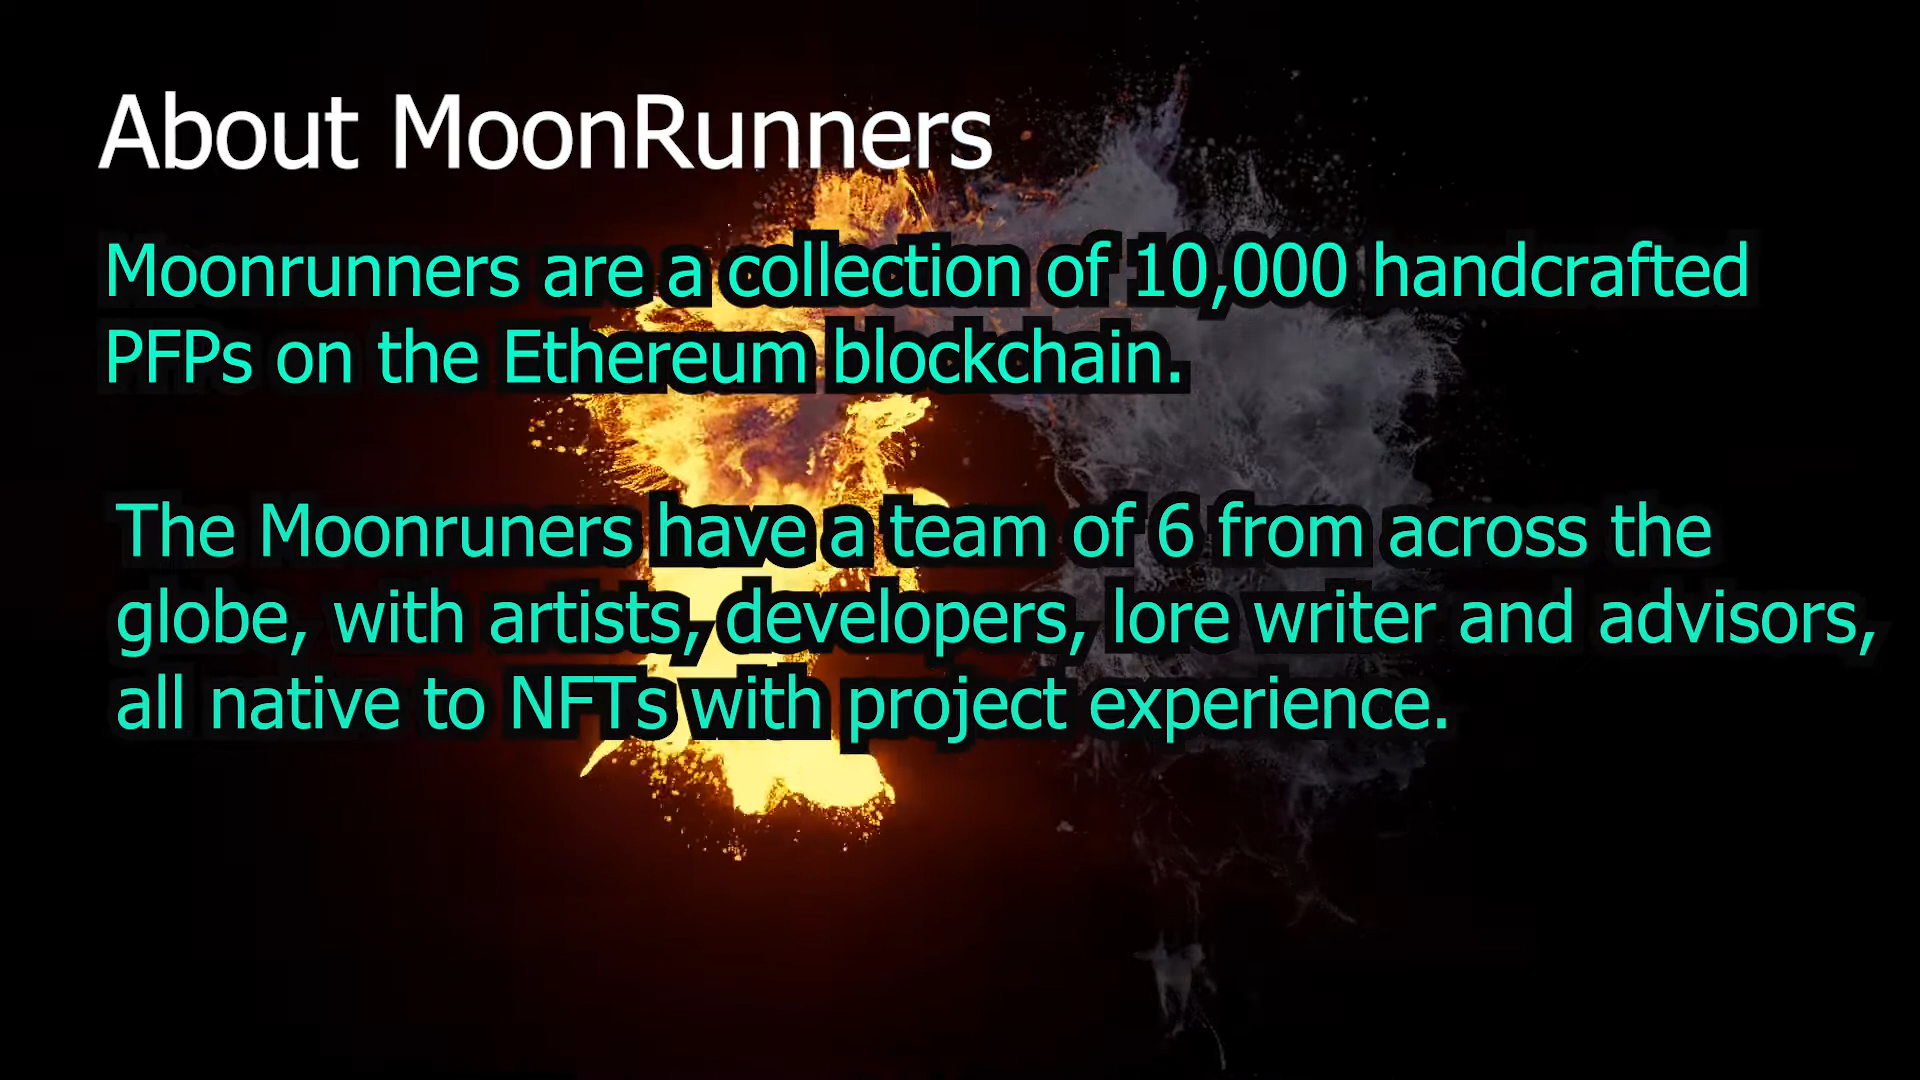 About MoonRunners
Moonrunners are a collection of 10,000 handcrafted
PFPs on the Ethereum blockchain.
The Moonruners have a team of 6 from across the
globe, with artists, developers, lore writer and advisors,
all native to NFTs with project experience.